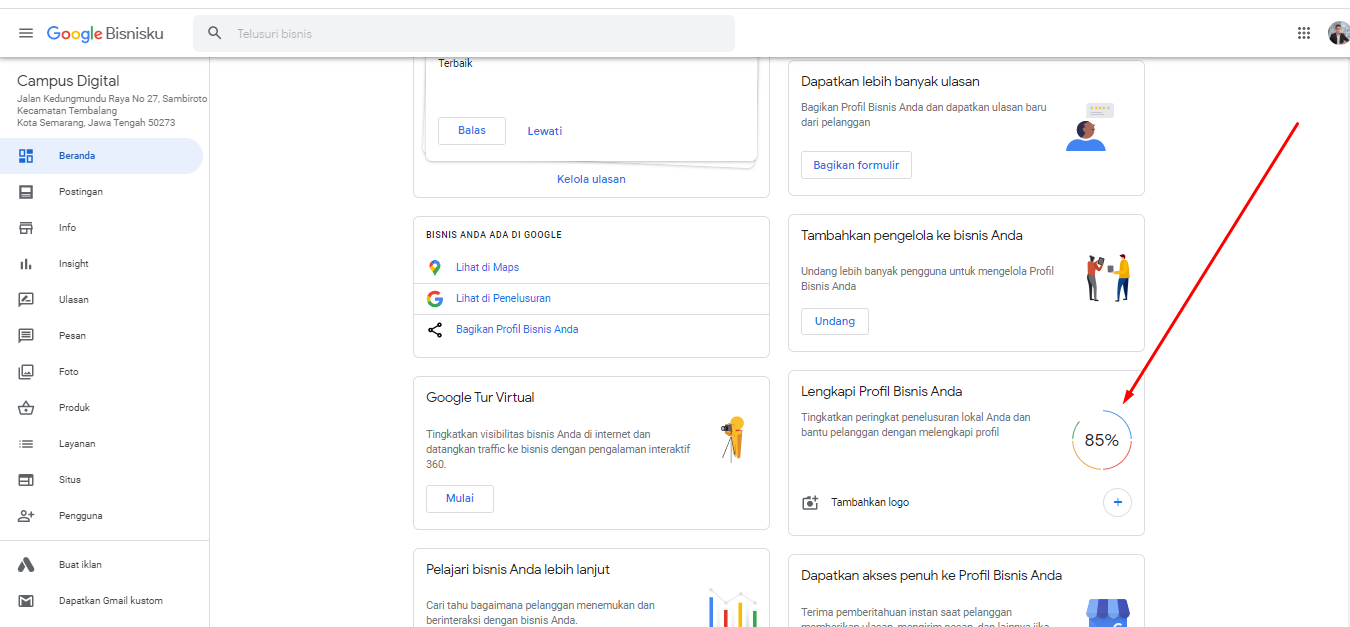 Google Bisnisku
Telusuri bisnis
Campus Digital
Jalan Kedungmundu Raya No 27, Sambiroto
Kecamatan Tembalang
Kota Semarang, Jawa Tengah 50273
Beranda
Postingan
Info
Insight
Ulasan
Pesan
Foto
Produk
Layanan
Situs
Pengguna
Buat iklan
Dapatkan Gmail kustom
Terbaik
Balas
Lewati
Kelola ulasan
BISNIS ANDA ADA DI GOOGLE
Lihat di Maps
Lihat di Penelusuran
Bagikan Profil Bisnis Anda
Google Tur Virtual
Tingkatkan visibilitas bisnis Anda di internet dan
datangkan traffic ke bisnis dengan pengalaman interaktif
360.
Mulai
Pelajari bisnis Anda lebih lanjut
Cari tahu bagaimana pelanggan menemukan dan
berinteraksi dengan bisnis Anda.
Dapatkan lebih banyak ulasan
Bagikan Profil Bisnis Anda dan dapatkan ulasan baru
dari pelanggan
Bagikan formulir
Tambahkan pengelola ke bisnis Anda
Undang lebih banyak pengguna untuk mengelola Profil
Bisnis Anda
Undang
Lengkapi Profil Bisnis Anda
Tingkatkan peringkat penelusuran lokal Anda dan
bantu pelanggan dengan melengkapi profil
85%
Tambahkan logo
Dapatkan akses penuh ke Profil Bisnis Anda
Terima pemberitahuan instan saat pelanggan
memberikan ulasan, mengirim pesan, dan lainnya jika